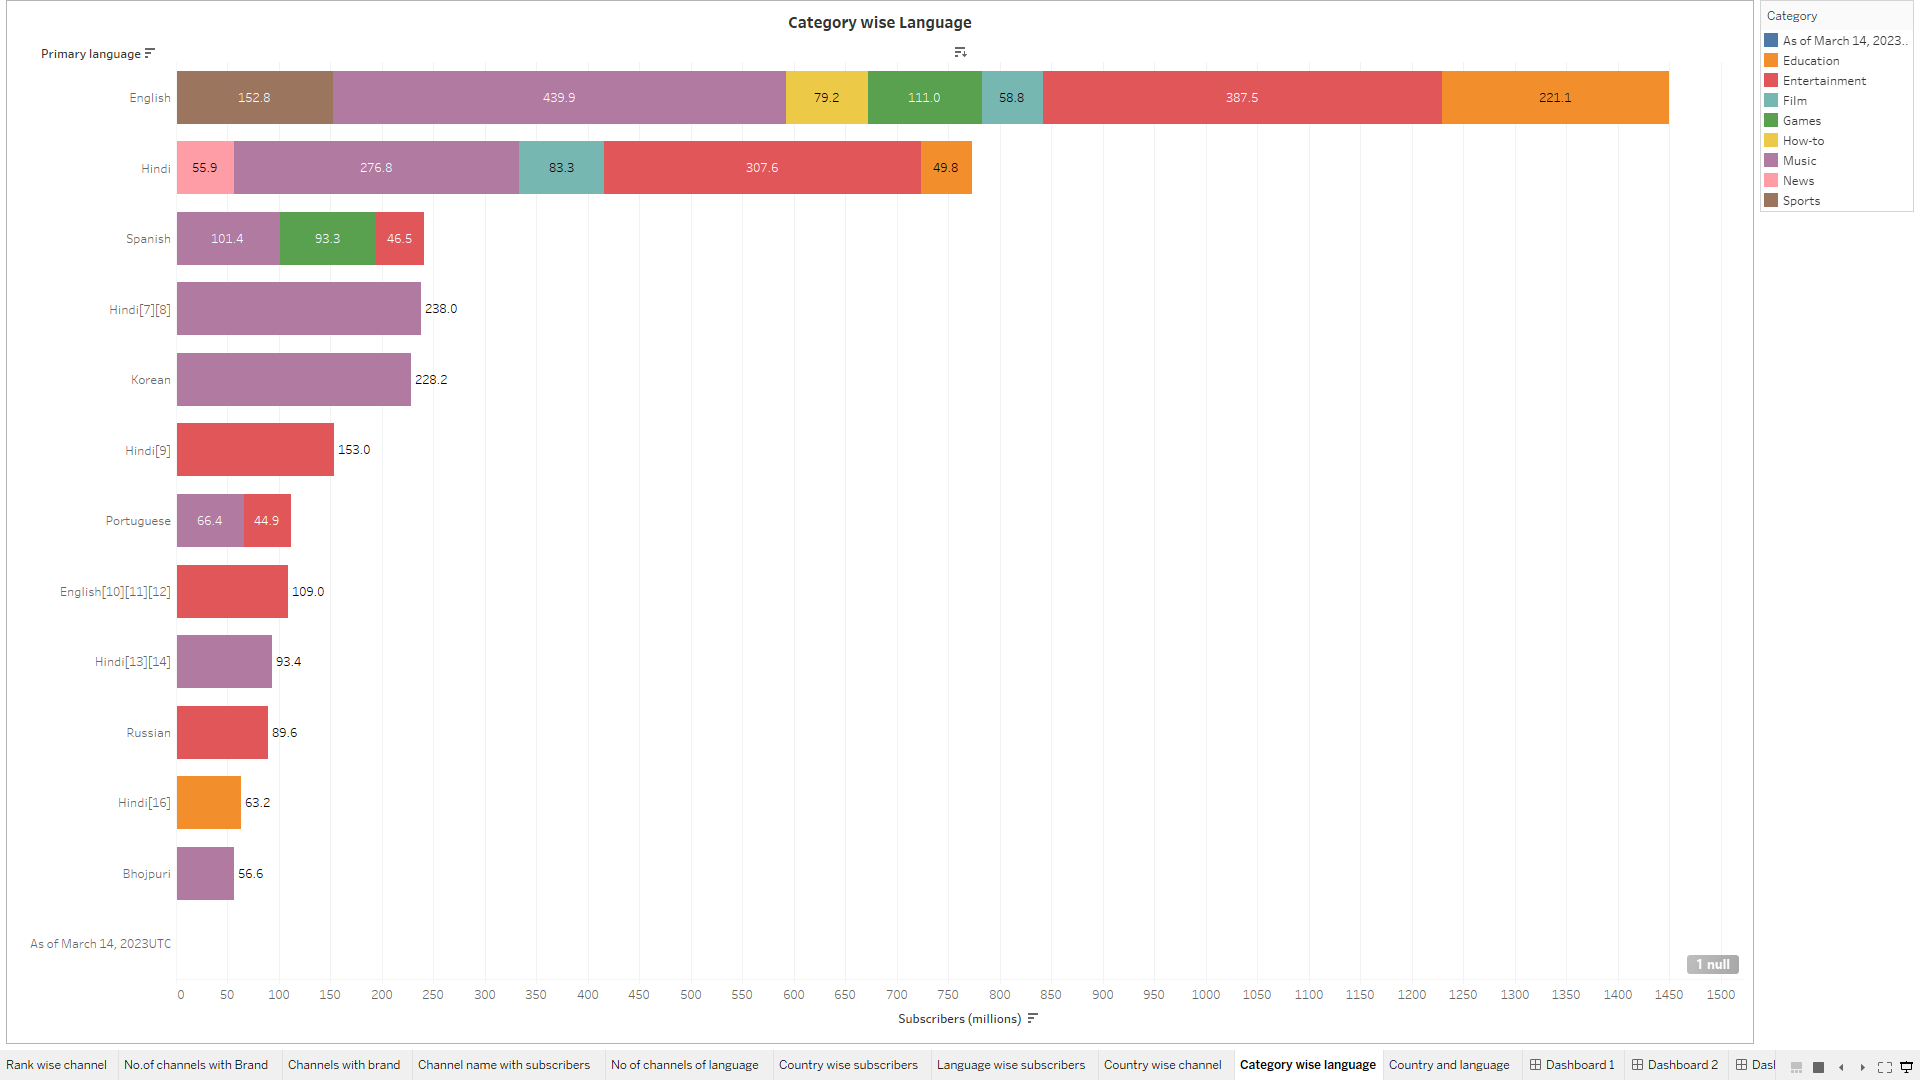 Category wise Language
Primary language
English
152.8 439.9 79.2 111.0 58.8 387.5 221.1
Hindi
55.9 276.8 83.3 307.6 49.8
Spanish
101.4 93.3 46.5
Hindi[7][8]
238.0
Korean
228.2
Hindi[9]
153.0
Portuguese
66.4 44.9
English[10][11][12]
109.0
Hindi[13][14]
93.4
Russian
89.6
Hindi[16]
63.2
Bhojpuri
56.6
As of March 14, 2023UTC
1 null
0 50 100 150 200 250 300 350 400 450 500 550 600 650 700 750 800 850 900 950 1000 1050 1100 1150 1200 1250 1300 1350 1400 1450 1500
Subscribers (millions)
Category
As of March 14, 2023..
Education
Entertainment
Film
Games
How-to
Music
News
Sports
Rank wise channel No.of channels with Brand Channels with brand Channel name with subscribers No of channels of language Country wise subscribers Language wise subscribers Country wise channel Category wise language Country and language Dashboard 1 Dashboard 2 Dasl